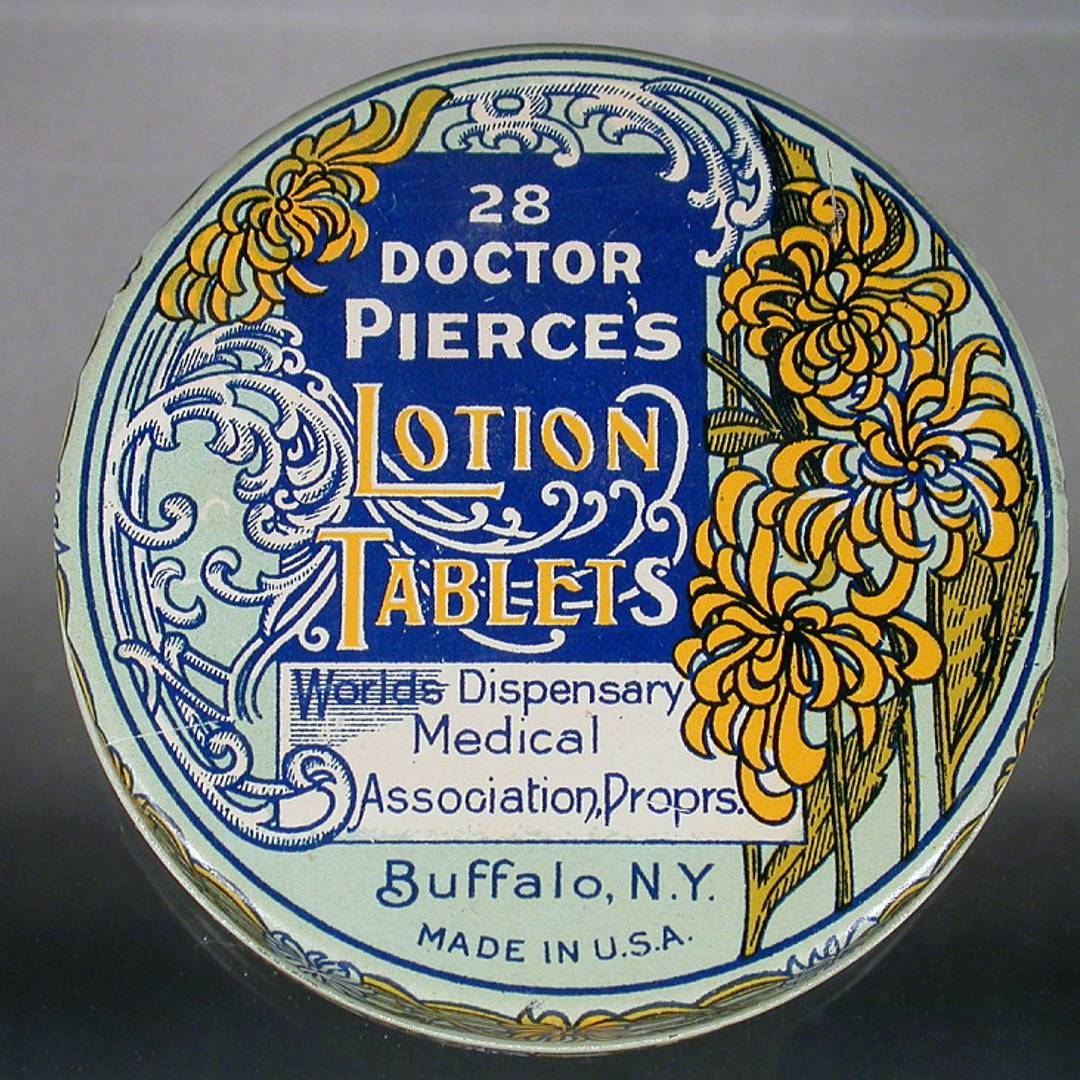 28
DOCTOR
PIERCE'S
LOTION
TABLETS
Worlds Dispensary
Medical
Association, Proprs.
Buffalo, N.Y.
MADE IN U.S.A.